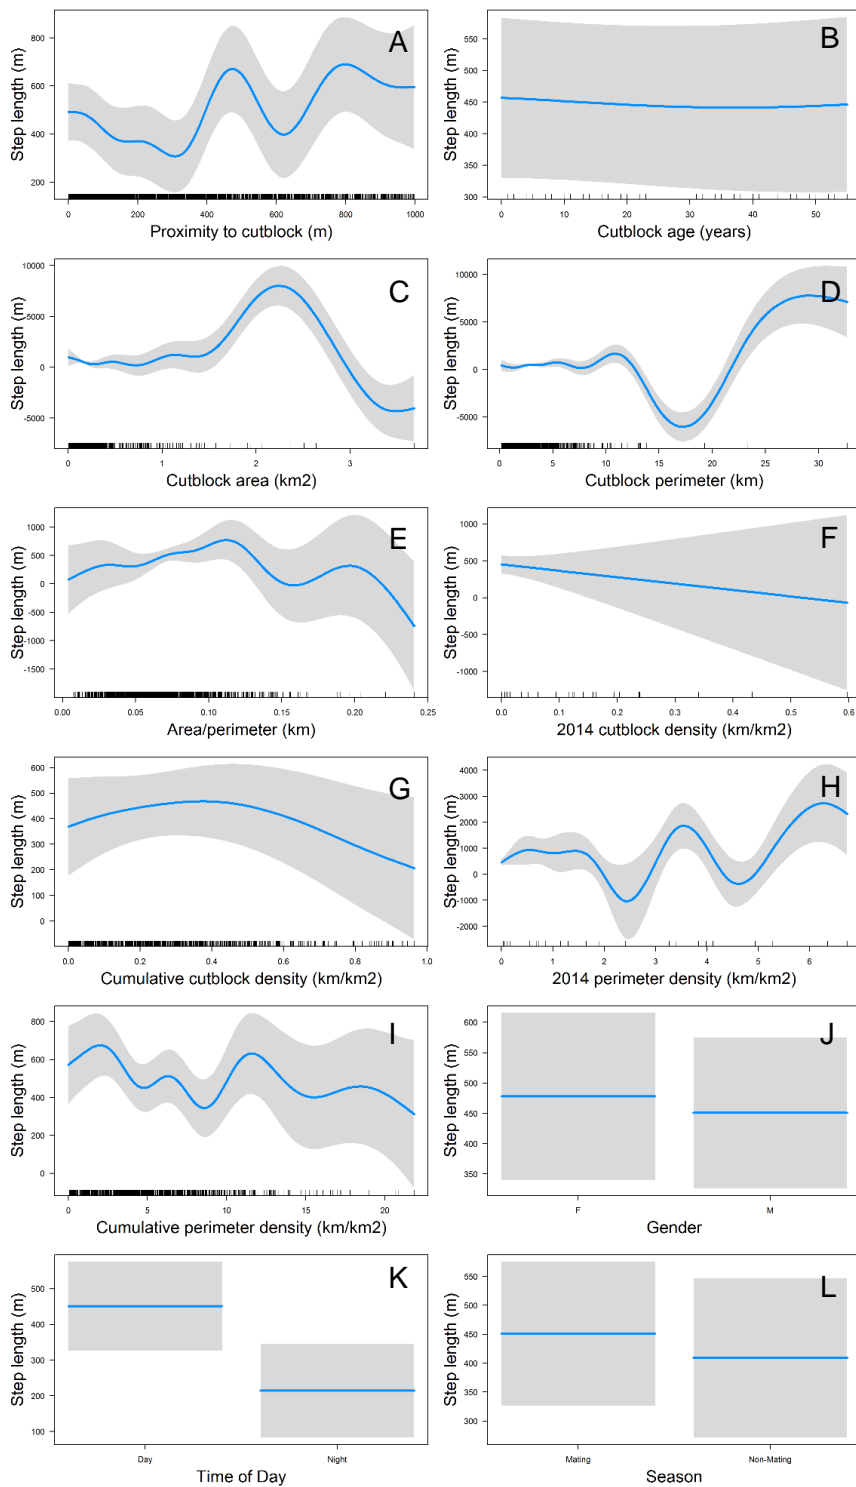 A
Step length (m)
800
600
400
200
0 200 400 600 800 1000
Proximity to cutblock (m)
B
Step length (m)
550
500
450
400
350
300
0 10 20 30 40 50
Cutblock age (years)
C
Step length (m)
10000
5000
0
-5000
0 1 2 3
Cutblock area (km2)
D
Step length (m)
10000
5000
0
-5000
0 5 10 15 20 25 30
Cutblock perimeter (km)
E
Step length (m)
1000
500
0
-500
-1000
-1500
0.00 0.05 0.10 0.15 0.20 0.25
Area/perimeter (km)
F
Step length (m)
1000
500
0
-500
-1000
0.0 0.1 0.2 0.3 0.4 0.5 0.6
2014 cutblock density (km/km2)
G
Step length (m)
600
500
400
300
200
100
0
0.0 0.2 0.4 0.6 0.8 1.0
Cumulative cutblock density (km/km2)
H
Step length (m)
4000
3000
2000
1000
0
-1000
-2000
0 1 2 3 4 5 6
2014 perimeter density (km/km2)
I
Step length (m)
800
600
400
200
0
0 5 10 15 20
Cumulative perimeter density (km/km2)
J
Step length (m)
600
550
500
450
400
350
F M
Gender
K
Step length (m)
500
400
300
200
100
Day Night
Time of Day
L
Step length (m)
550
500
450
400
350
300
Mating Non-Mating
Season